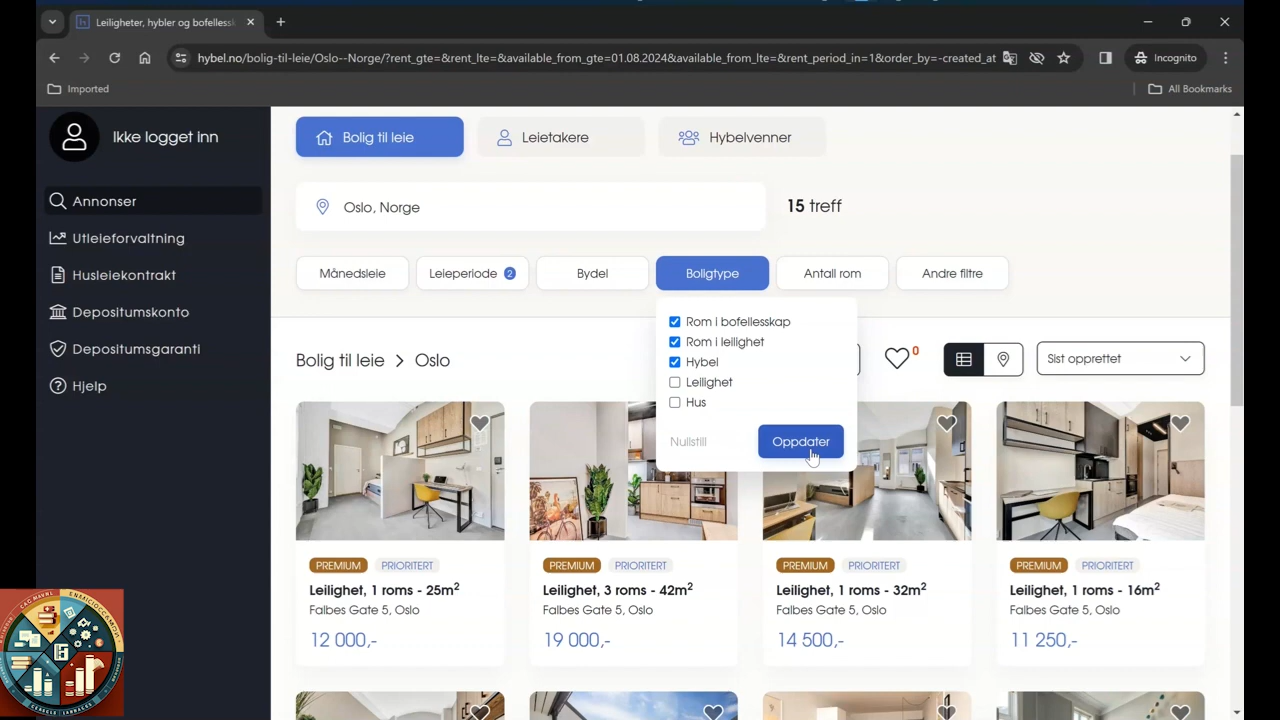 Leiligheter, hybler og bofellessk
hybel.no/bolig-til-leie/Oslo--Norge/?rent_gte=&rent_lte=&available_from_gte=01.08.2024&available_from_lte=&rent_period_in=1&order_by=-created_at
Incognito
Imported
All Bookmarks
Ikke logget inn
Annonser
Utleieforvaltning
Husleiekontrakt
Depositumskonto
Depositumsgaranti
Hjelp
Bolig til leie
Leietakere
Hybelvenner
Oslo, Norge
15 treff
Månedsleie
Leieperiode 2
Bydel
Boligtype
Antall rom
Andre filtre
Rom i bofellesskap
Rom i leilighet
Hybel
Leilighet
Hus
Nullstill
Oppdater
Bolig til leie > Oslo
0
Sist opprettet
PREMIUM PRIORITERT
Leilighet, 1 roms - 25m²
Falbes Gate 5, Oslo
12 000,-
PREMIUM PRIORITERT
Leilighet, 3 roms - 42m²
Falbes Gate 5, Oslo
19 000,-
PREMIUM PRIORITERT
Leilighet, 1 roms - 32m²
Falbes Gate 5, Oslo
14 500,-
PREMIUM PRIORITERT
Leilighet, 1 roms - 16m²
Falbes Gate 5, Oslo
11 250,-